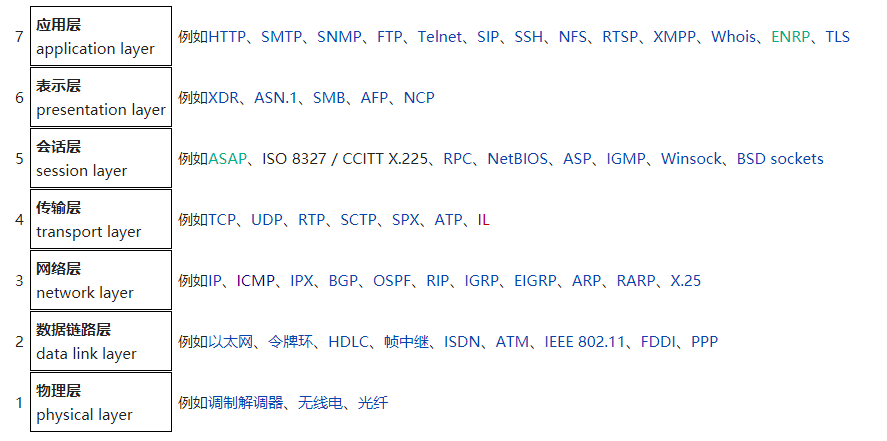 应用层
7 application layer 例如HTTP、SMTP、SNMP、FTP、Telnet、SIP、SSH、NFS、RTSP、XMPP、Whois、ENRP、TLS
表示层
6 presentation layer 例如XDR、ASN.1、SMB、AFP、NCP
会话层
5 session layer 例如ASAP、ISO 8327 / CCITT X.225、RPC、NetBIOS、ASP、IGMP、Winsock、BSD sockets
传输层
4 transport layer 例如TCP、UDP、RTP、SCTP、SPX、ATP、IL
网络层
3 network layer 例如IP、ICMP、IPX、BGP、OSPF、RIP、IGRP、EIGRP、ARP、RARP、X.25
数据链路层
2 data link layer 例如以太网、令牌环、HDLC、帧中继、ISDN、ATM、IEEE 802.11、FDDI、PPP
物理层
1 physical layer 例如调制解调器、无线电、光纤